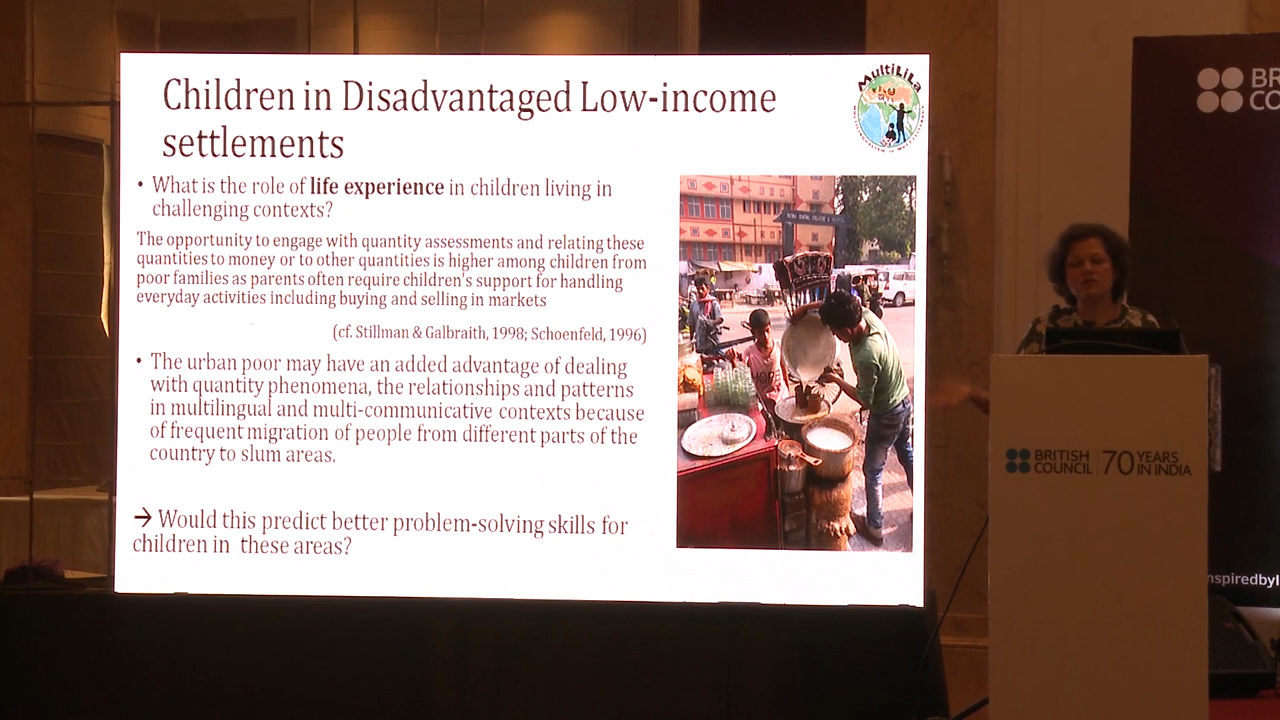 Children in Disadvantaged Low-income
settlements
MultiLiLa
• What is the role of life experience in children living in
challenging contexts?
The opportunity to engage with quantity assessments and relating these
quantities to money or to other quantities is higher among children from
poor families as parents often require children's support for handling
everyday activities including buying and selling in markets
(cf. Stillman & Galbraith, 1998; Schoenfeld, 1996)
• The urban poor may have an added advantage of dealing
with quantity phenomena, the relationships and patterns
in multilingual and multi-communicative contexts because
of frequent migration of people from different parts of the
country to slum areas.
→ Would this predict better problem-solving skills for
children in these areas?
HOPE
BR
CO
BRITISH
COUNCIL
70 YEARS
IN INDIA
nspiredbyI